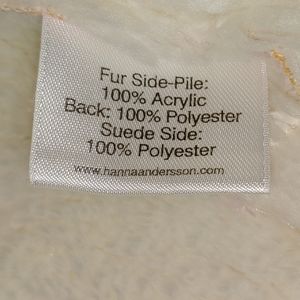 Fur Side-Pile:
100% Acrylic
Back: 100% Polyester
Suede Side:
100% Polyester
www.hannaandersson.com